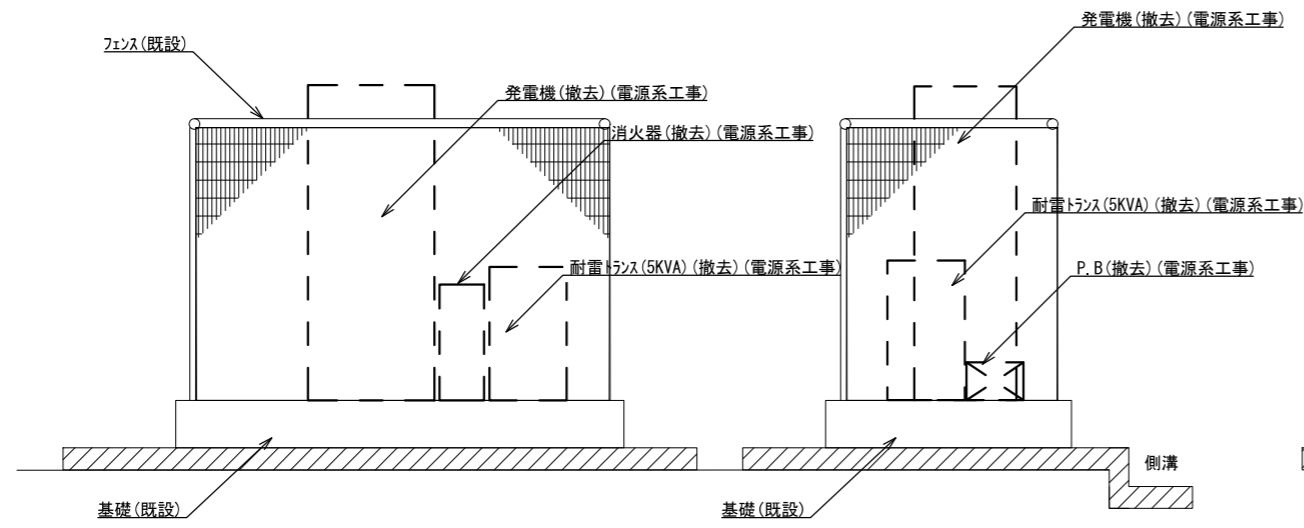 フェンス(既設)
発電機(撤去)(電源系工事)
消火器(撤去)(電源系工事)
耐雷トランス(5KVA)(撤去)(電源系工事)
基礎(既設)
発電機(撤去)(電源系工事)
耐雷トランス(5KVA)(撤去)(電源系工事)
P.B(撤去)(電源系工事)
側溝
基礎(既設)